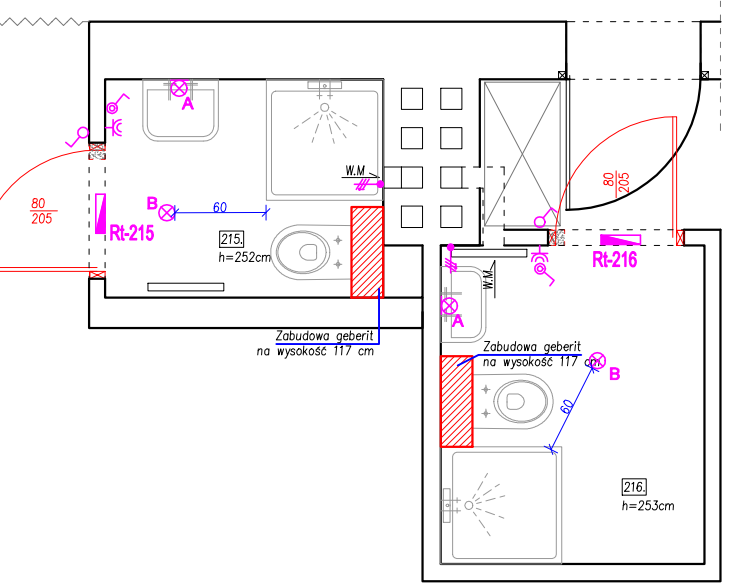 A
W.M
80
205
80
205
B
60
Rt-215
215.
h=252cm
Rt-216
W.M
A
Zabudowa geberit
na wysokość 117 cm
Zabudowa geberit
na wysokość 117 cm
B
60
216.
h=253cm